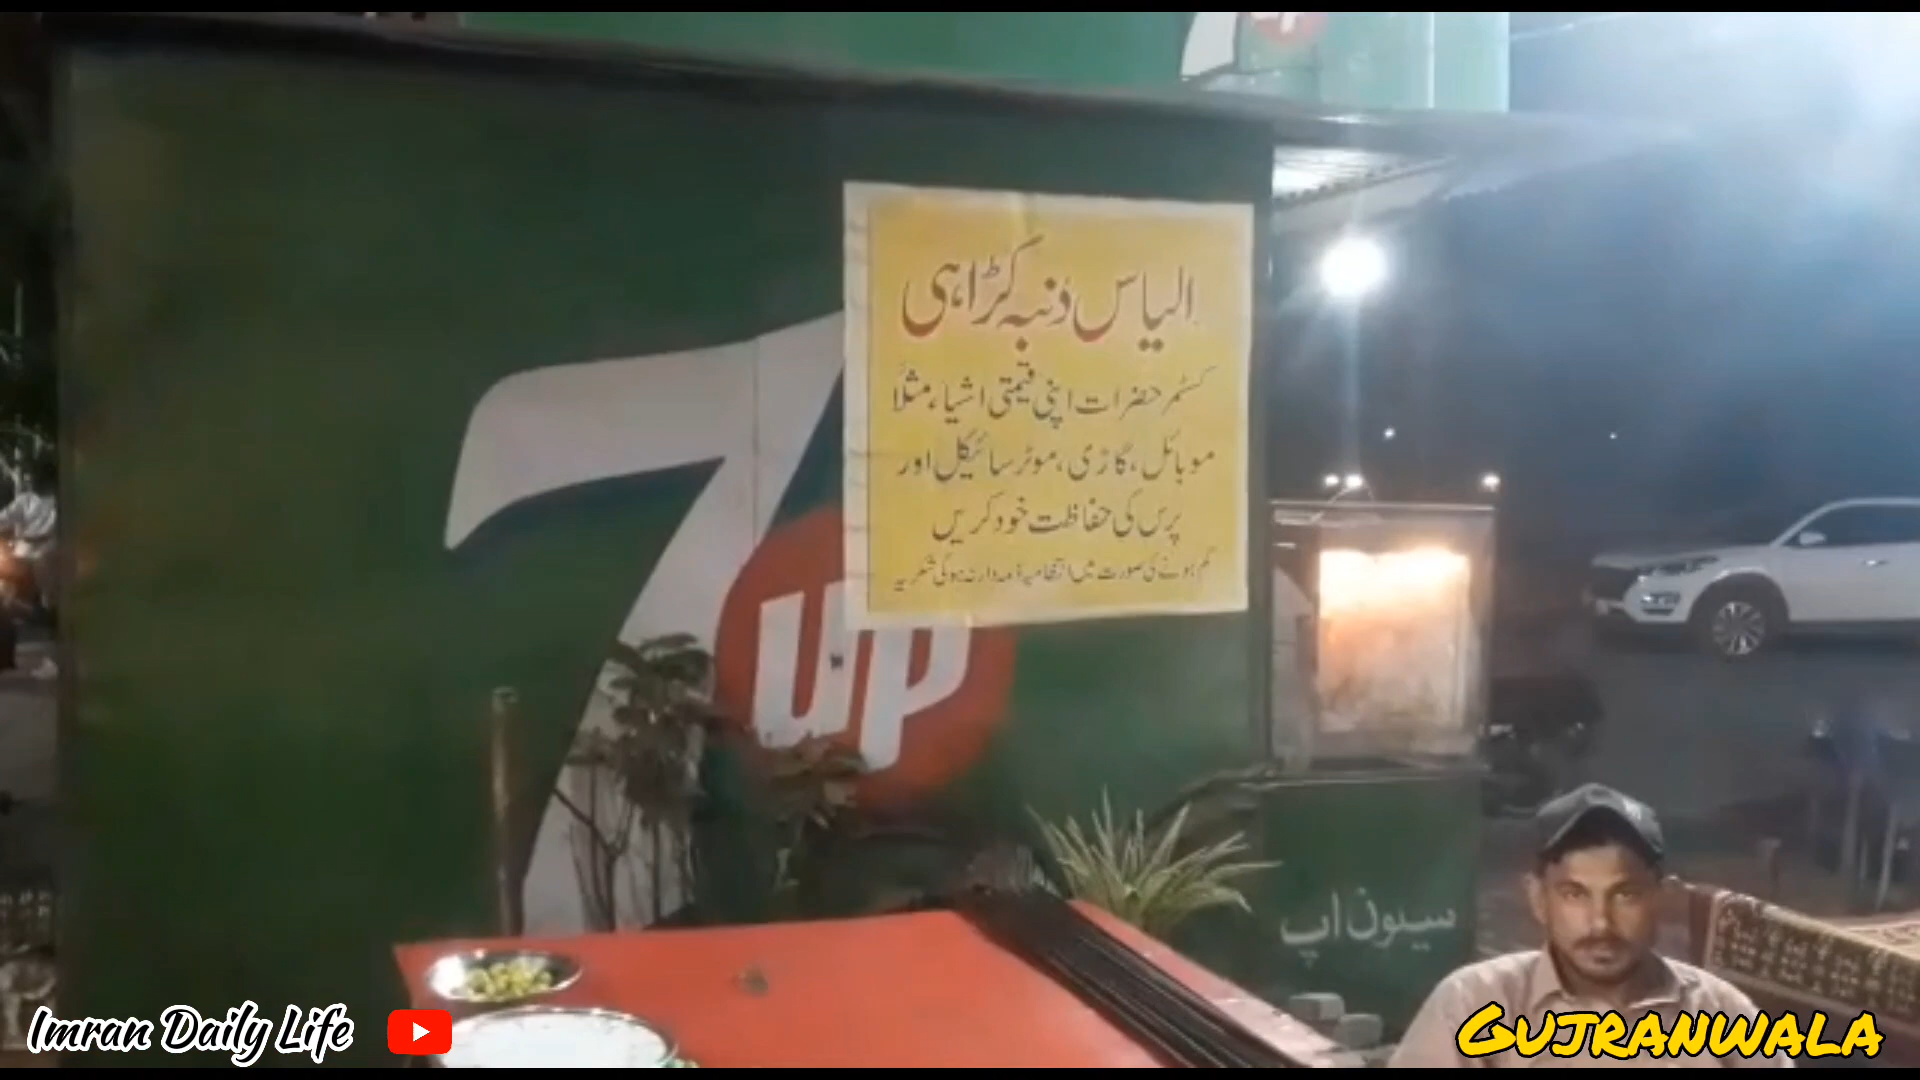 7up
الیاس دُنبہ کڑاہی
کسٹمر حضرات اپنی قیمتی اشیاء، مثلاً
موبائل، گاڑی، موٹر سائیکل اور
پرس کی حفاظت خود کریں
گم ہونے کی صورت میں انتظامیہ ذمہ دار نہ ہوگی شکریہ
سیون اپ
Imran Daily Life
GUJRANWALA